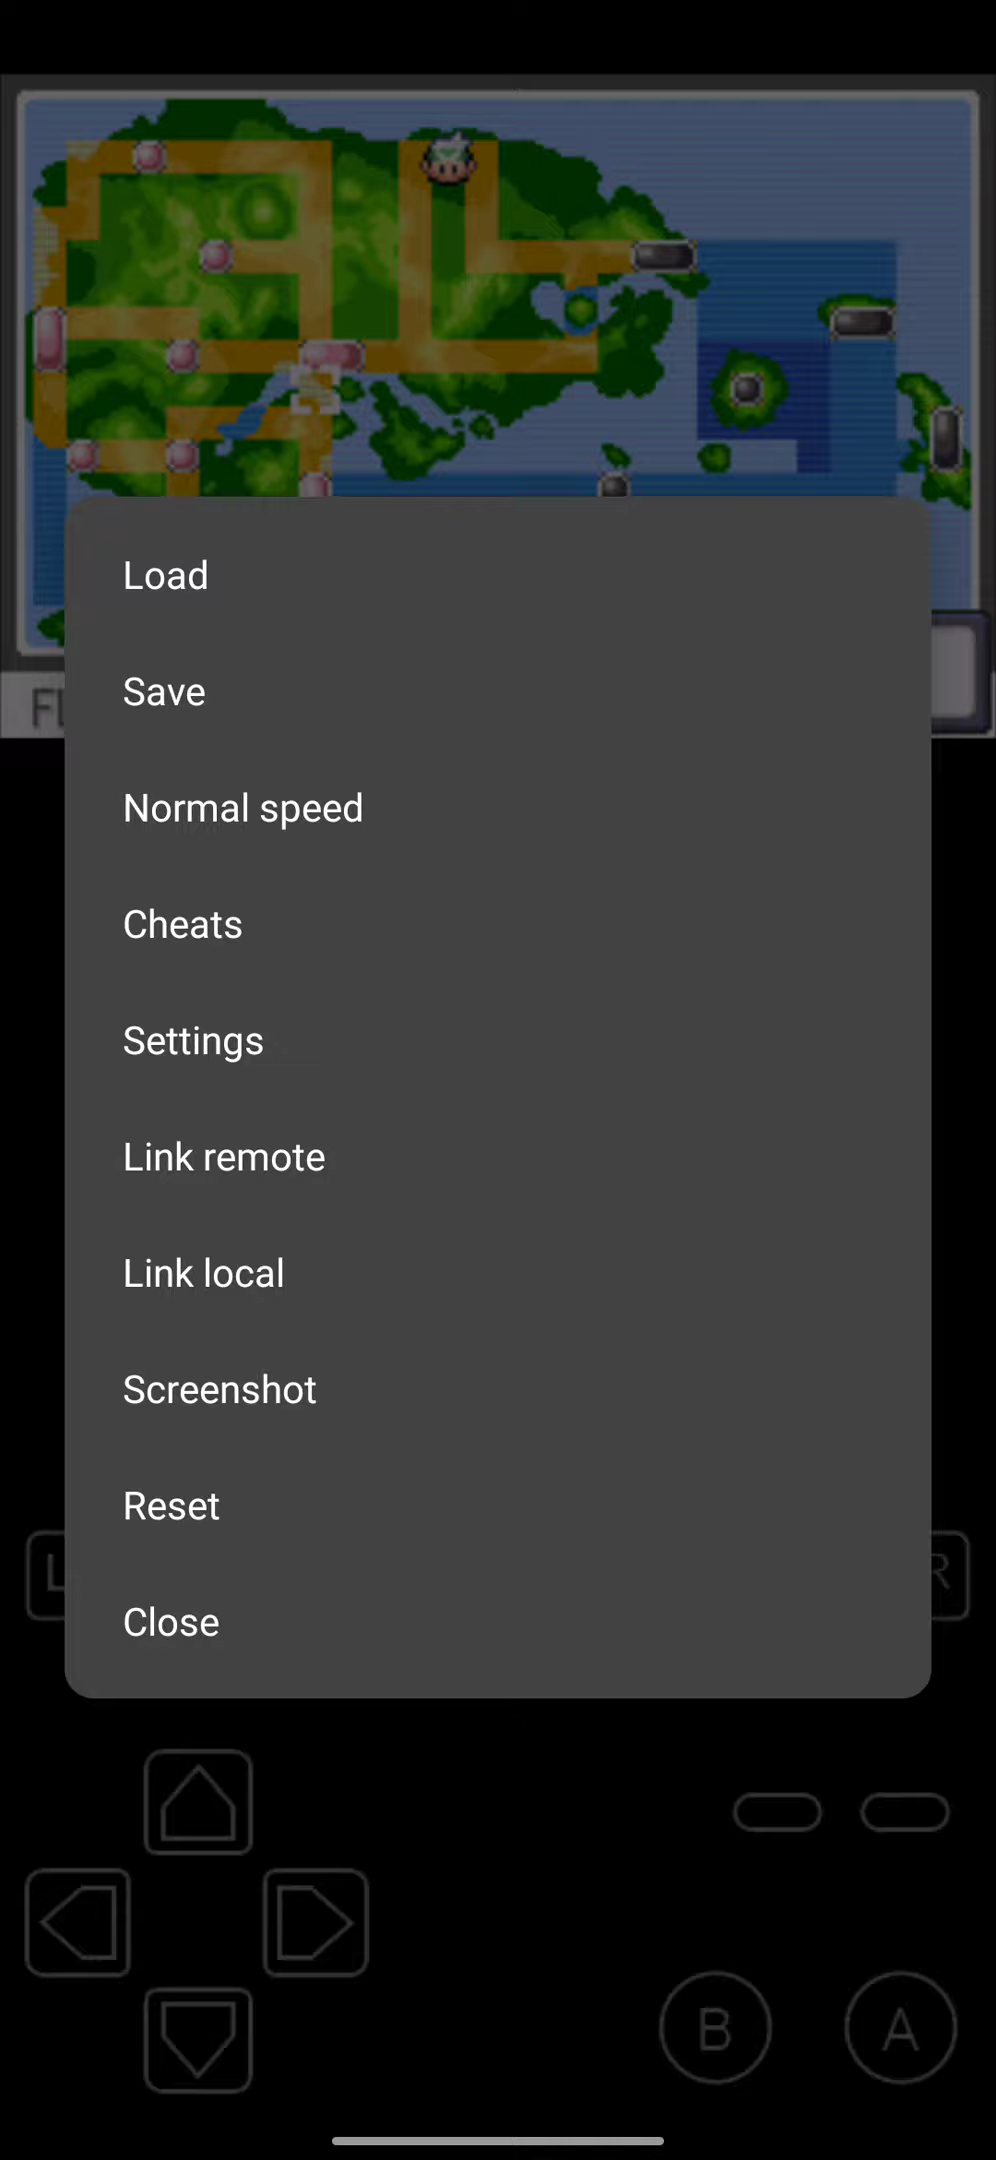 Load
Save
Normal speed
Cheats
Settings
Link remote
Link local
Screenshot
Reset
Close
L
R
B
A